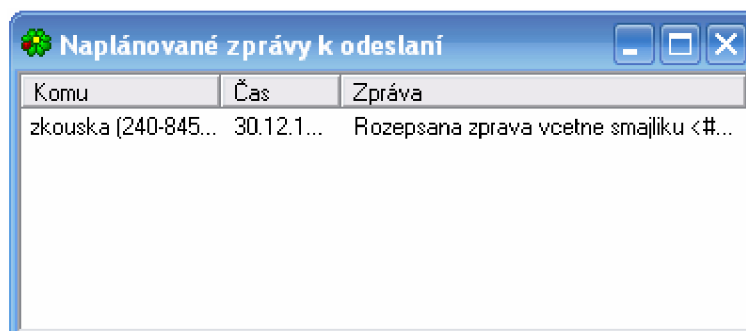 Naplánované zprávy k odeslaní
Komu Čas Zpráva
zkouska (240-845... 30.12.1... Rozepsana zprava vcetne smajliku <#...